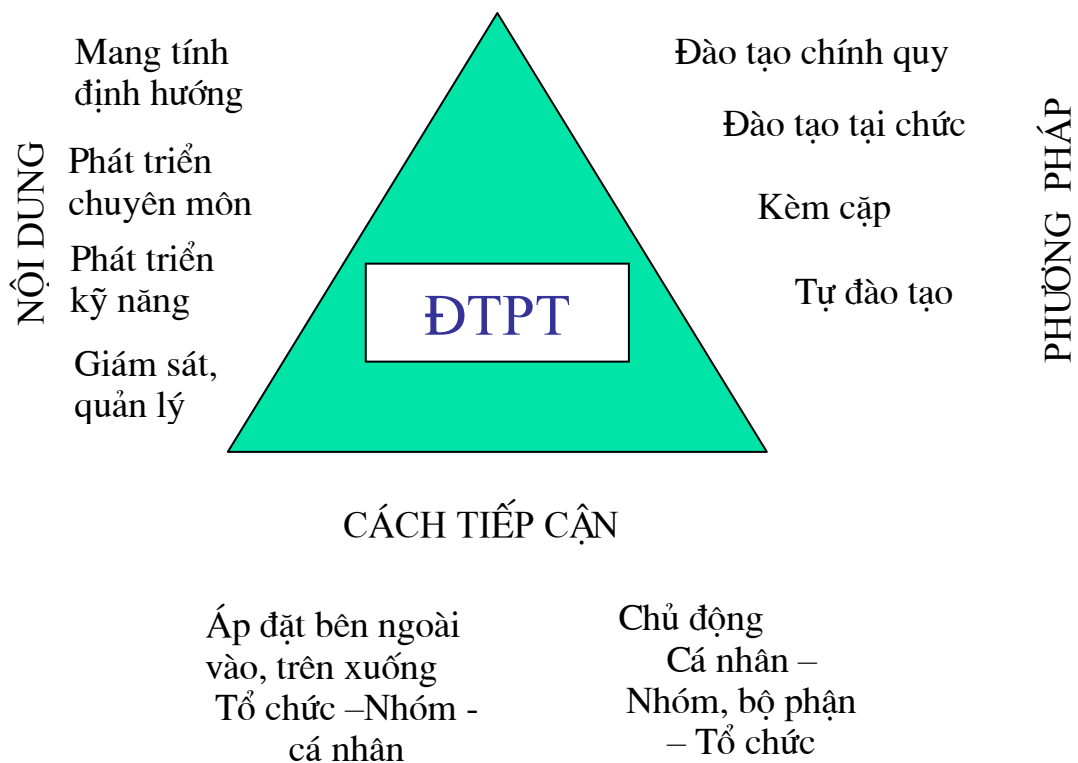 NỘI DUNG
Mang tính
định hướng
Phát triển
chuyên môn
Phát triển
kỹ năng
Giám sát,
quản lý
ĐTPT
Đào tạo chính quy
Đào tạo tại chức
Kèm cặp
Tự đào tạo
PHƯƠNG PHÁP
CÁCH TIẾP CẬN
Áp đặt bên ngoài
vào, trên xuống
Tổ chức –Nhóm -
cá nhân
Chủ động
Cá nhân –
Nhóm, bộ phận
– Tổ chức